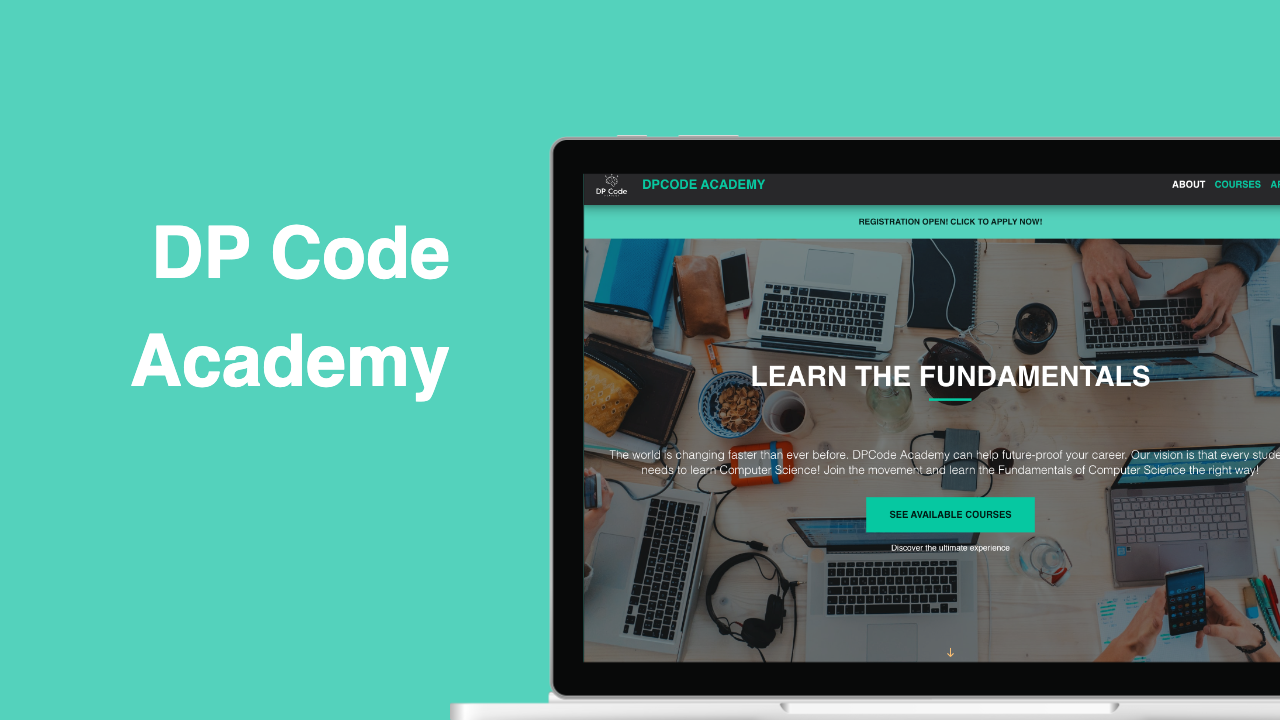 DP Code
Academy
DP Code
DPCODE ACADEMY
ABOUT
COURSES
REGISTRATION OPEN! CLICK TO APPLY NOW!
LEARN THE FUNDAMENTALS
The world is changing faster than ever before. DPCode Academy can help future-proof your career. Our vision is that every
needs to learn Computer Science! Join the movement and learn the Fundamentals of Computer Science the right way!
SEE AVAILABLE COURSES
Discover the ultimate experience